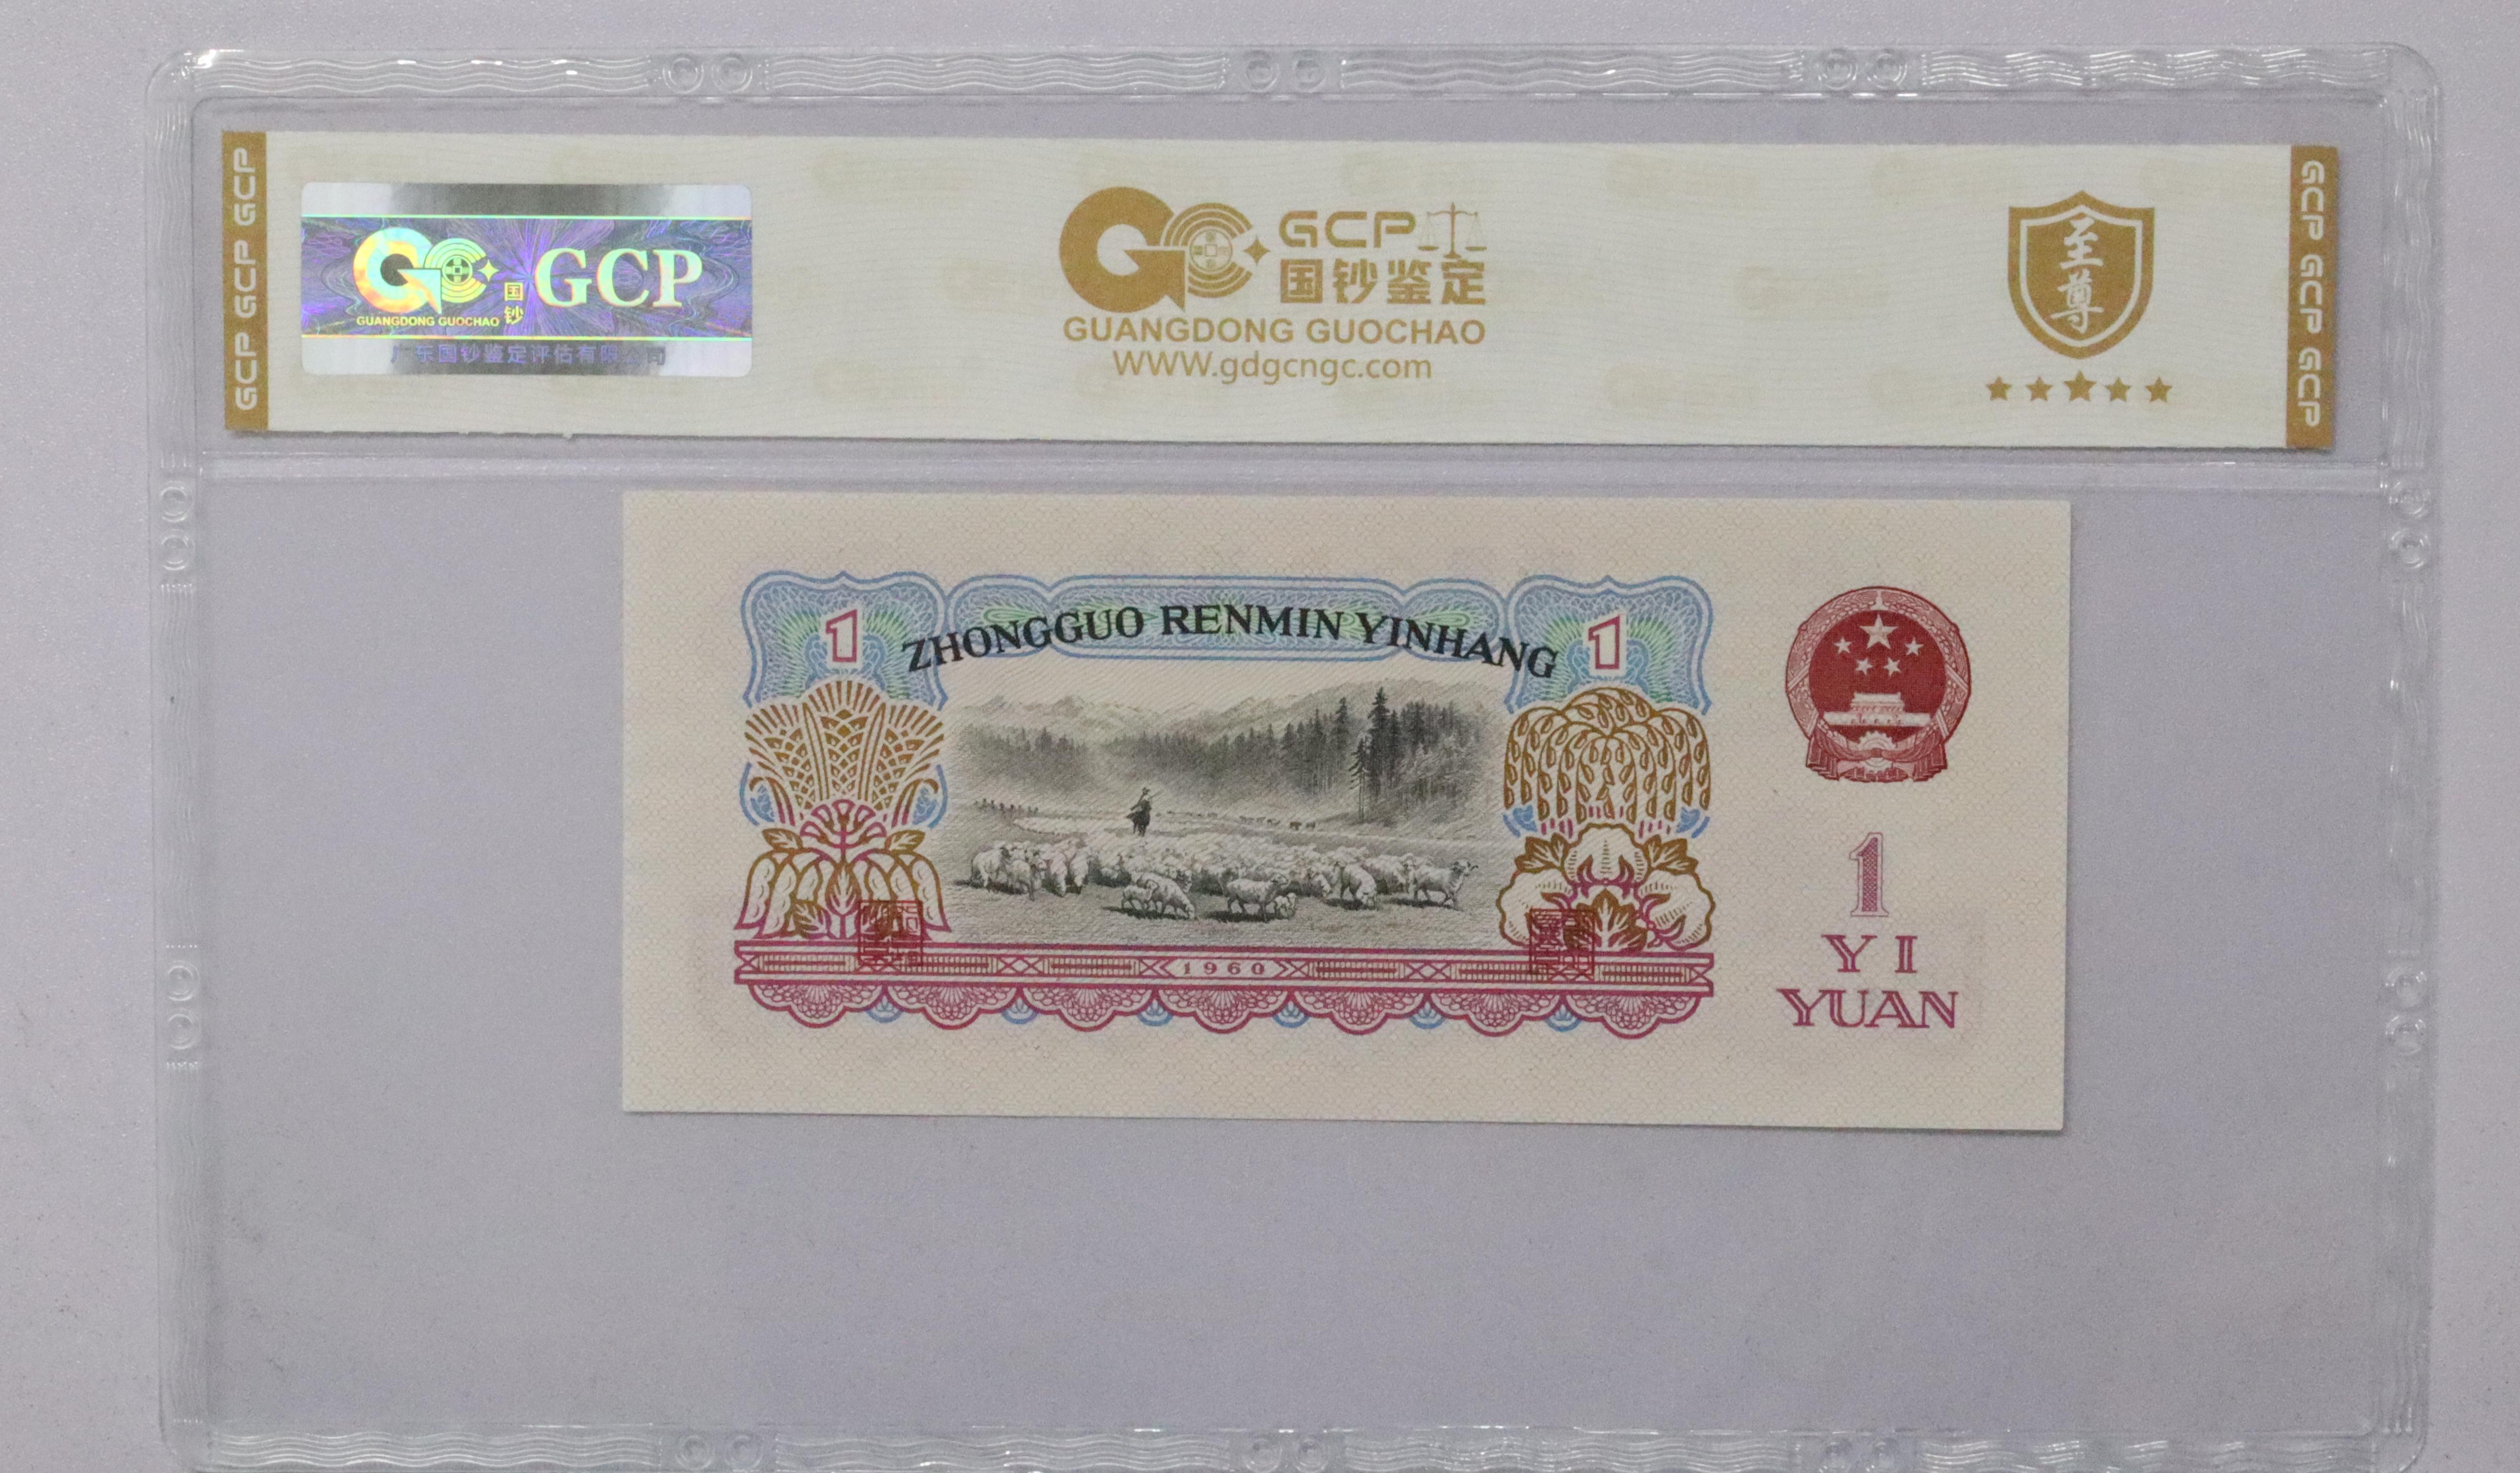 GCP GCP GCP
国钞
GCP
GUANGDONG GUOCHAO
广东国钞鉴定评估有限公司
GCP
国钞鉴定
GUANGDONG GUOCHAO
WWW.gdgcngc.com
至尊
GCP GCP GCP
1
ZHONGGUO RENMIN YINHANG
1
1960
1
YI
YUAN